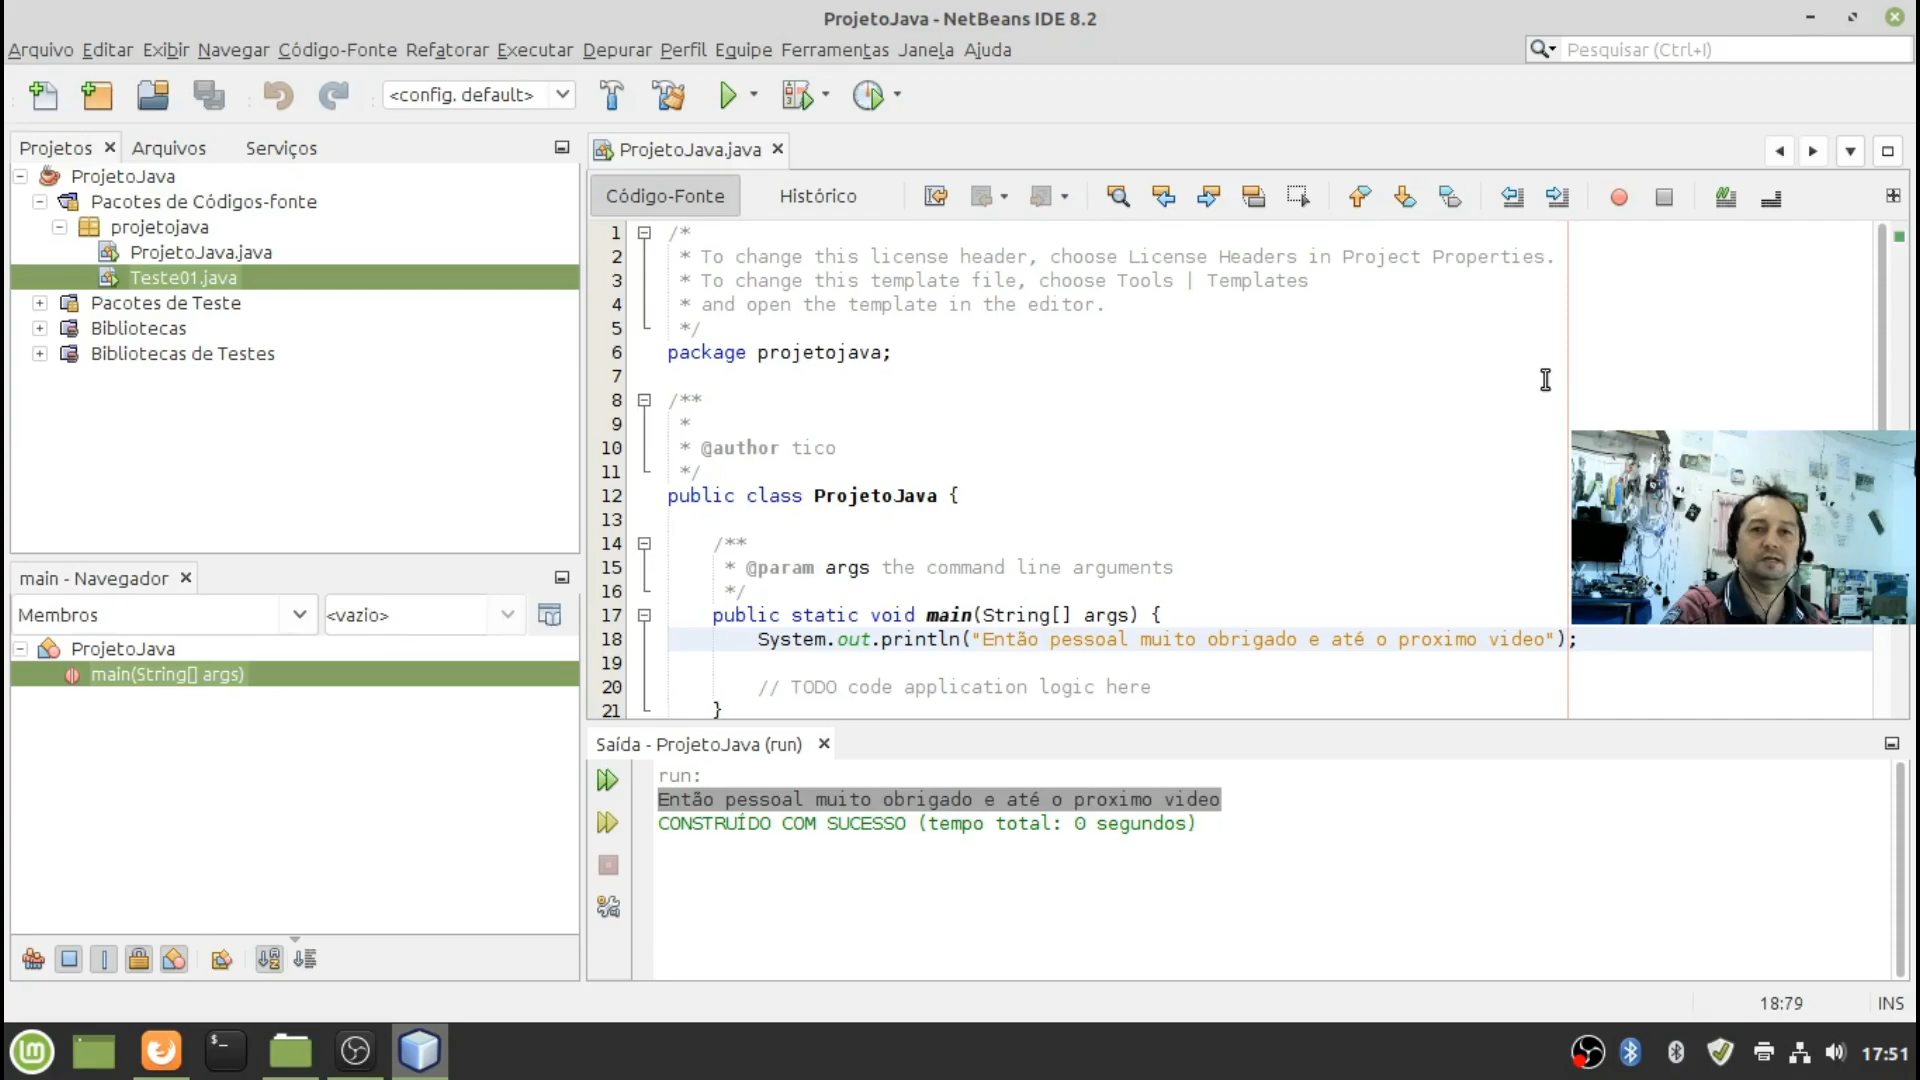 ProjetoJava - NetBeans IDE 8.2
Arquivo Editar Exibir Navegar Código-Fonte Refatorar Executar Depurar Perfil Equipe Ferramentas Janela Ajuda
Pesquisar (Ctrl+I)
<config. default>
Projetos Arquivos Serviços
ProjetoJava
Pacotes de Códigos-fonte
projetojava
ProjetoJava.java
Teste01.java
Pacotes de Teste
Bibliotecas
Bibliotecas de Testes
main - Navegador
Membros <vazio>
ProjetoJava
main(String[] args)
ProjetoJava.java
Código-Fonte Histórico
1 /*
2 * To change this license header, choose License Headers in Project Properties.
3 * To change this template file, choose Tools | Templates
4 * and open the template in the editor.
5 */
6 package projetojava;
7
8 /**
9 *
10 * @author tico
11 */
12 public class ProjetoJava {
13
14 /**
15 * @param args the command line arguments
16 */
17 public static void main(String[] args) {
18 System.out.println("Então pessoal muito obrigado e até o proximo video");
19
20 // TODO code application logic here
21 }
Saída - ProjetoJava (run)
run:
Então pessoal muito obrigado e até o proximo video
CONSTRUÍDO COM SUCESSO (tempo total: 0 segundos)
18:79 INS
17:51